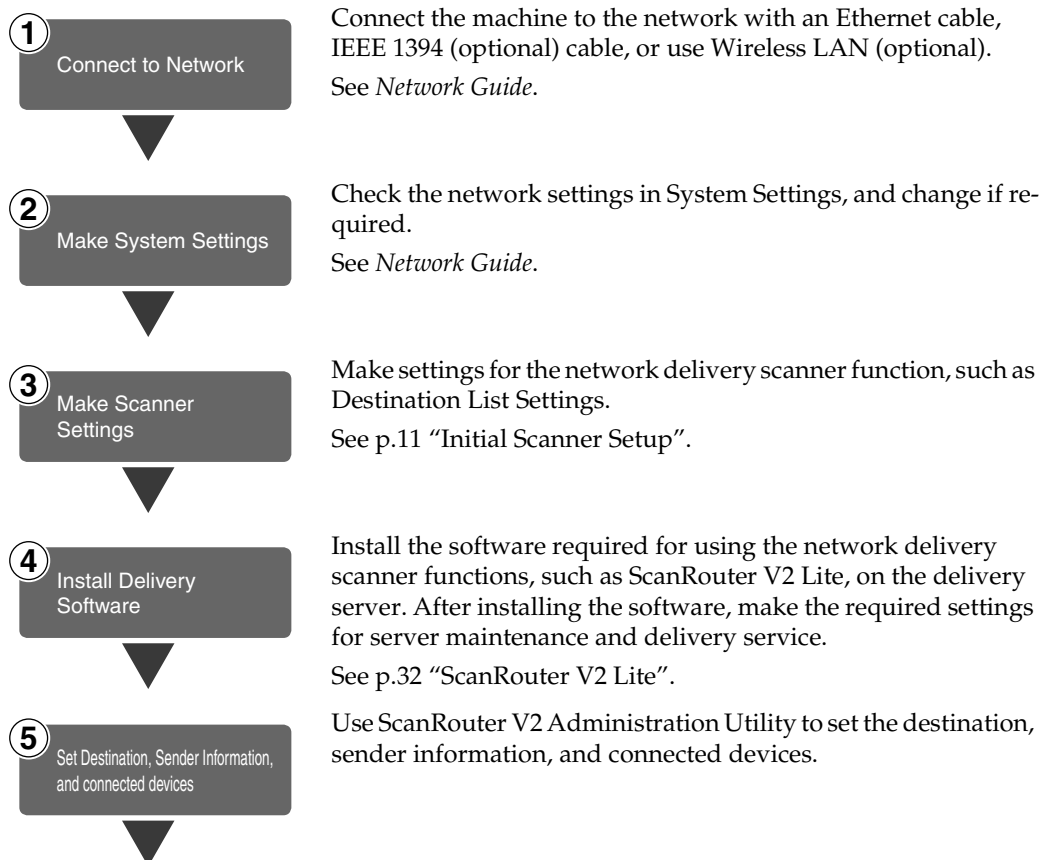 1
Connect to Network
Connect the machine to the network with an Ethernet cable,
IEEE 1394 (optional) cable, or use Wireless LAN (optional).
See Network Guide.
2
Make System Settings
Check the network settings in System Settings, and change if re-
quired.
See Network Guide.
3
Make Scanner
Settings
Make settings for the network delivery scanner function, such as
Destination List Settings.
See p.11 “Initial Scanner Setup”.
4
Install Delivery
Software
Install the software required for using the network delivery
scanner functions, such as ScanRouter V2 Lite, on the delivery
server. After installing the software, make the required settings
for server maintenance and delivery service.
See p.32 “ScanRouter V2 Lite”.
5
Set Destination, Sender Information,
and connected devices
Use ScanRouter V2 Administration Utility to set the destination,
sender information, and connected devices.